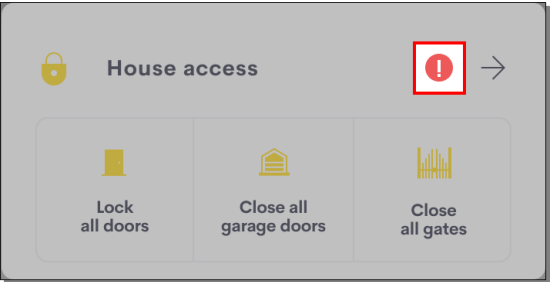 House access
!
Lock
all doors
Close all
garage doors
Close
all gates